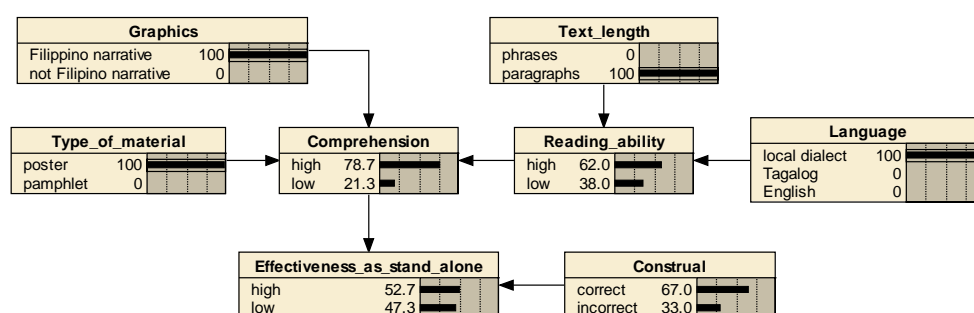 Graphics
Filippino narrative 100
not Filipino narrative 0
Text_length
phrases 0
paragraphs 100
Type_of_material
poster 100
pamphlet 0
Comprehension
high 78.7
low 21.3
Reading_ability
high 62.0
low 38.0
Language
local dialect 100
Tagalog 0
English 0
Effectiveness_as_stand_alone
high 52.7
low 47.3
Construal
correct 67.0
incorrect 33.0